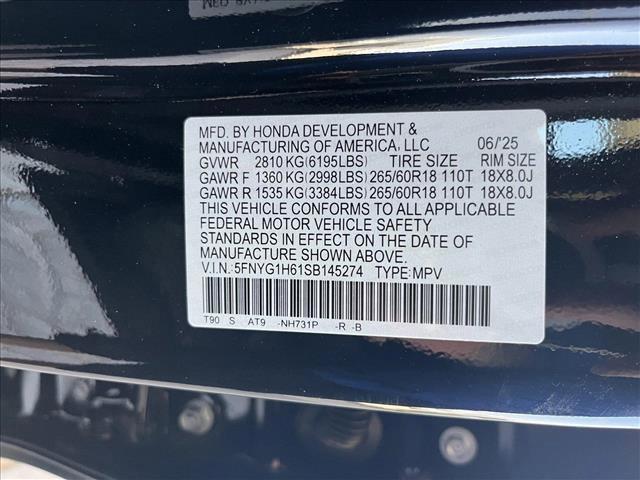 MFD. BY HONDA DEVELOPMENT &
MANUFACTURING OF AMERICA, LLC 06/'25
GVWR 2810 KG(6195LBS) TIRE SIZE RIM SIZE
GAWR F 1360 KG(2998LBS) 265/60R18 110T 18X8.0J
GAWR R 1535 KG(3384LBS) 265/60R18 110T 18X8.0J
THIS VEHICLE CONFORMS TO ALL APPLICABLE
FEDERAL MOTOR VEHICLE SAFETY
STANDARDS IN EFFECT ON THE DATE OF
MANUFACTURE SHOWN ABOVE.
V.I.N.:5FNYG1H61SB145274 TYPE:MPV
T90 S AT9 -NH731P -R -B